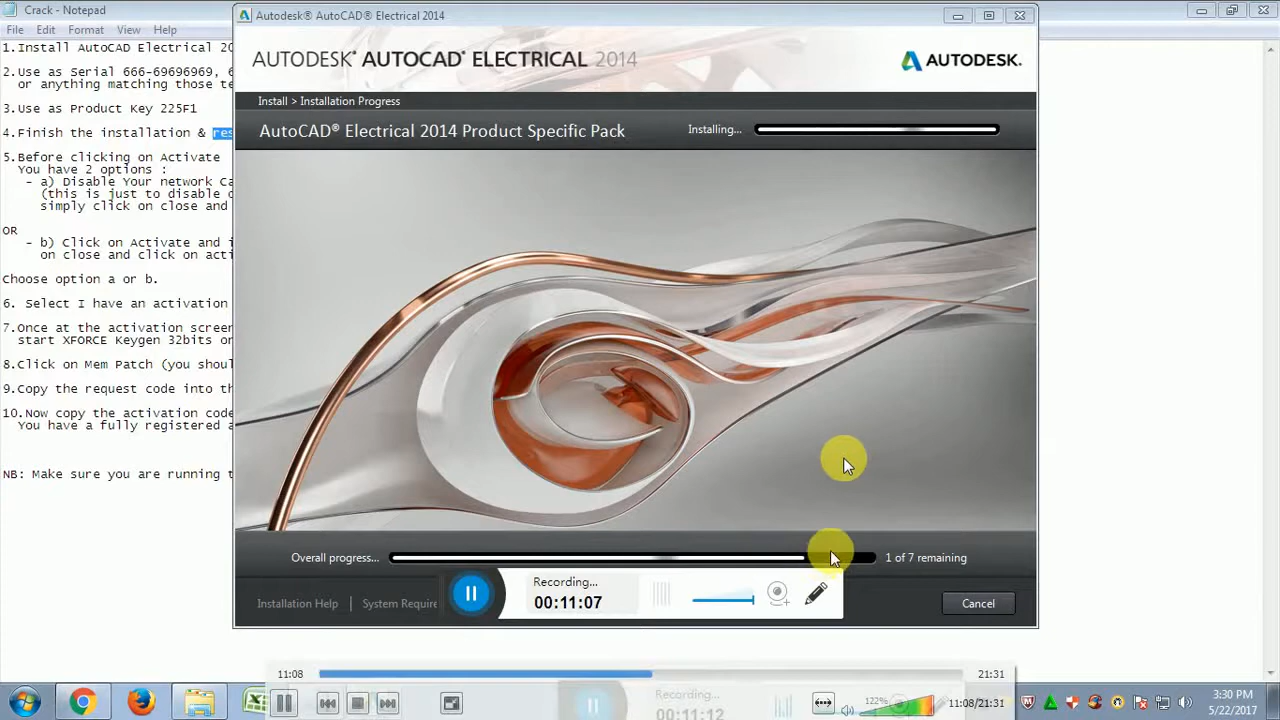 Crack - Notepad
File Edit Format View Help
1.Install AutoCAD Electrical 20
2.Use as Serial 666-69696969, 6
or anything matching those te
3.Use as Product Key 225F1
4.Finish the installation & res
5.Before clicking on Activate
You have 2 options :
- a) Disable Your network Ca
(this is just to disable o
simply click on close and
OR
- b) Click on Activate and i
on close and click on acti
Choose option a or b.
6. Select I have an activation
7.Once at the activation screen
start XFORCE Keygen 32bits on
8.Click on Mem Patch (you shou
9.Copy the request code into th
10.Now copy the activation code
You have a fully registered a
NB: Make sure you are running t
Autodesk® AutoCAD® Electrical 2014
AUTODESK® AUTOCAD® ELECTRICAL 2014
AUTODESK.
Install > Installation Progress
AutoCAD® Electrical 2014 Product Specific Pack
Installing...
Overall progress...
1 of 7 remaining
Installation Help
System Require
Cancel
Recording...
00:11:07
11:08
21:31
Recording...
00:11:12
122%
11:08/21:31
3:30 PM
5/22/2017